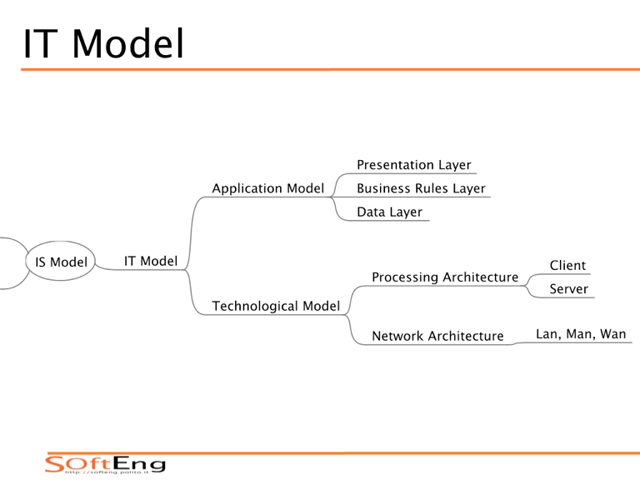 IT Model
Presentation Layer
Application Model
Business Rules Layer
Data Layer
IS Model
IT Model
Processing Architecture
Client
Server
Technological Model
Network Architecture
Lan, Man, Wan
SOftEng
http://softeng.polito.it